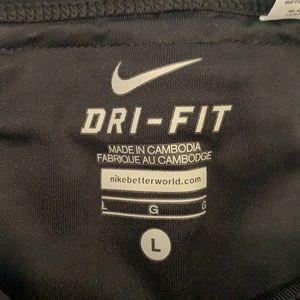 DRI-FIT
MADE IN CAMBODIA
FABRIQUE AU CAMBODGE
nikebetterworld.com
L G G
L